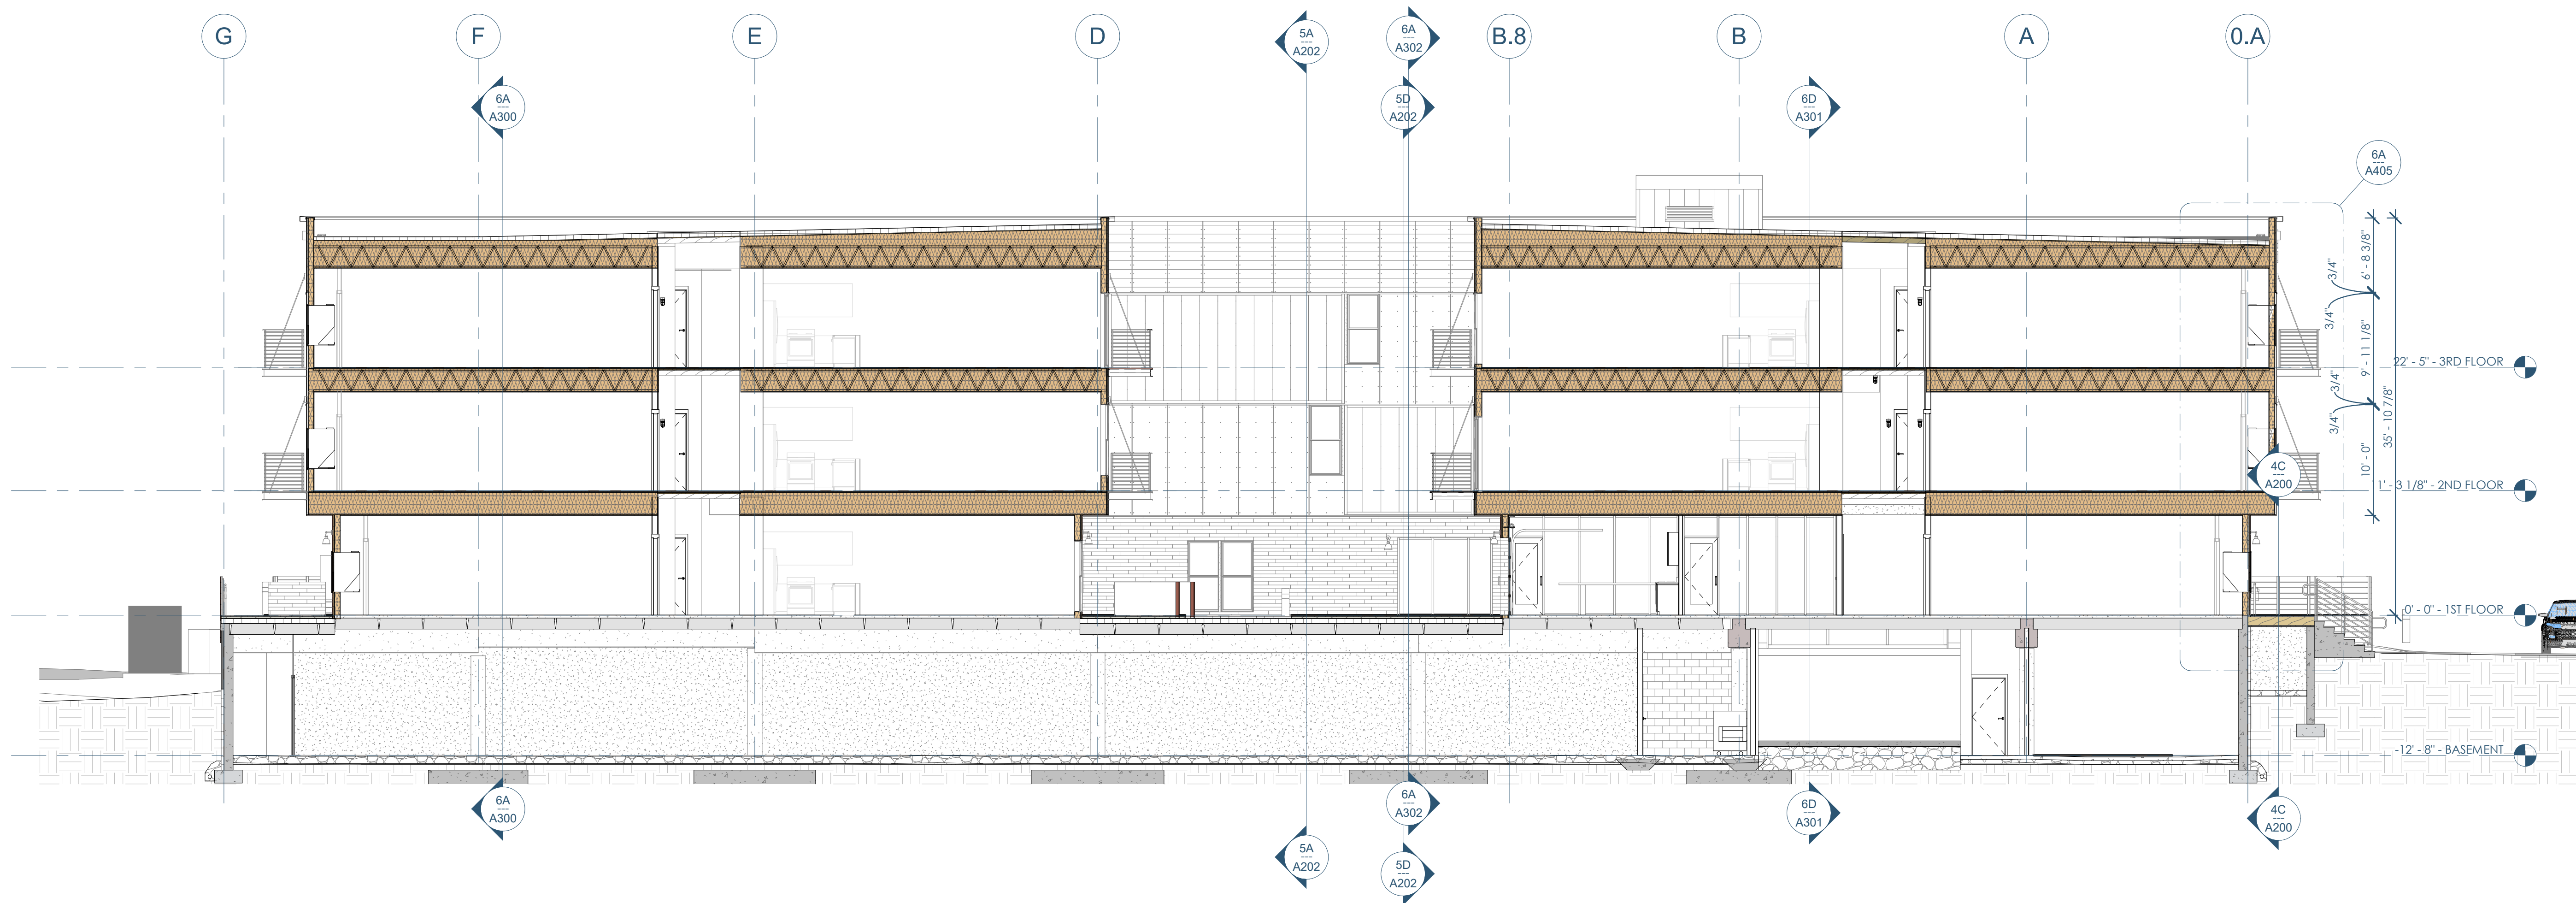 G
F
E
D
5A
---
A202
6A
---
A302
B.8
B
A
0.A
6A
---
A300
5D
---
A202
6D
---
A301
6A
---
A405
6' - 8 3/8"
3/4"
3/4"
9' - 11 1/8"
22' - 5" - 3RD FLOOR
3/4"
35' - 10 7/8"
3/4"
10' - 0"
4C
---
A200
11' - 3 1/8" - 2ND FLOOR
0' - 0" - 1ST FLOOR
-12' - 8" - BASEMENT
6A
---
A300
6A
---
A302
6D
---
A301
4C
---
A200
5A
---
A202
5D
---
A202